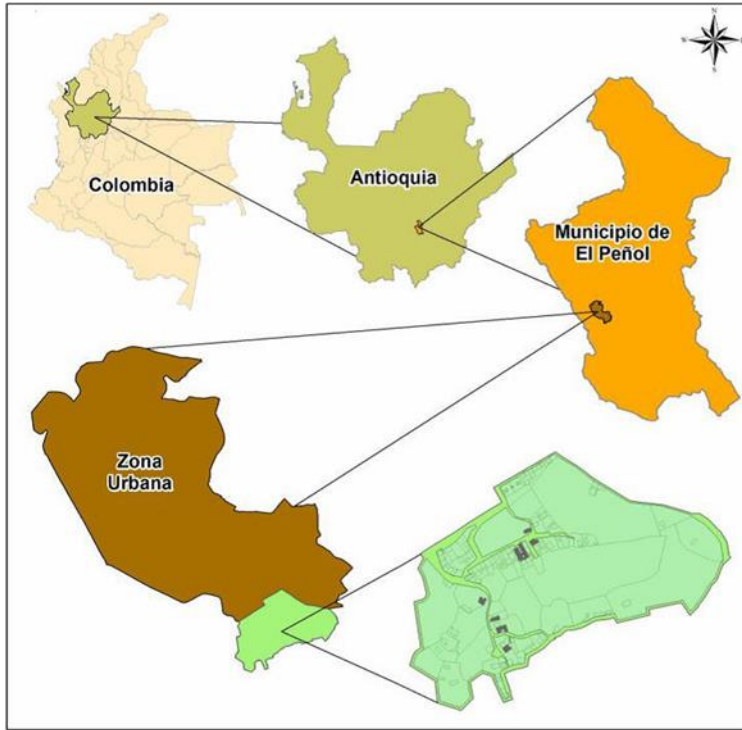 N
W
E
S
Colombia
Antioquia
Municipio de
El Peñol
Zona
Urbana